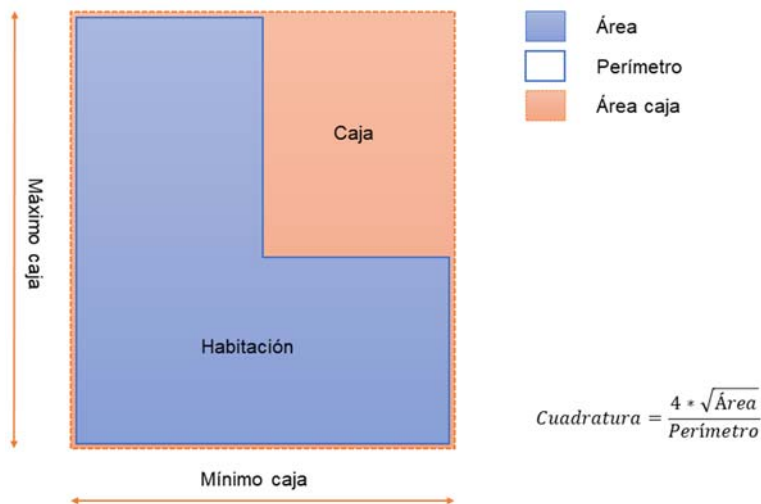 Área
Perímetro
Área caja
Caja
Máximo caja
Habitación
Cuadratura = 4 * √Área / Perímetro
Mínimo caja